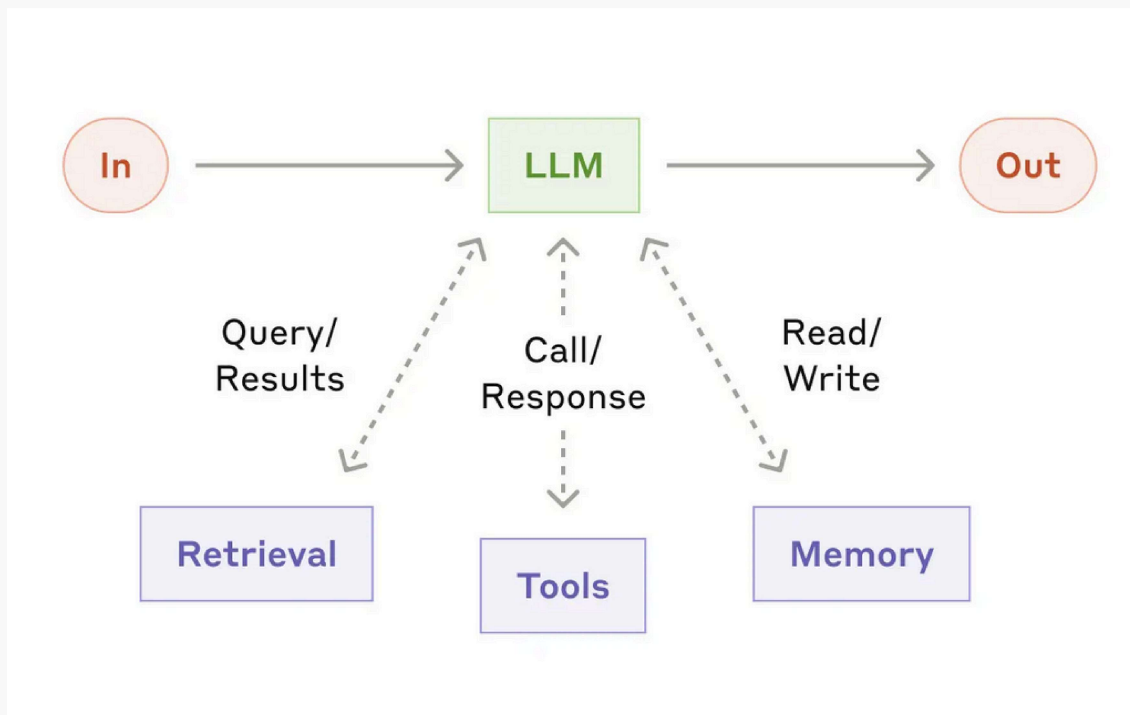 In
LLM
Out
Query/
Results
Call/
Response
Read/
Write
Retrieval
Tools
Memory